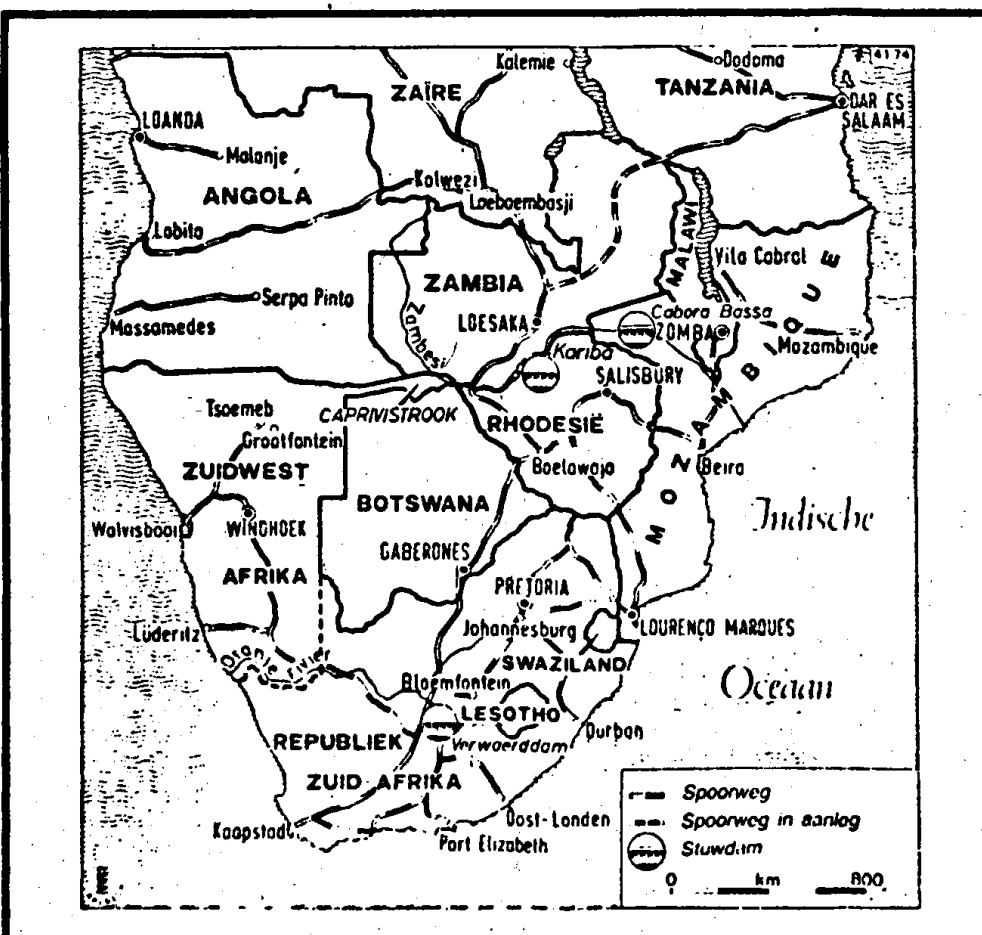 4174
Kalemie
Dodoma
ZAÏRE
TANZANIA
DAR ES
SALAAM
LOANDA
Malanje
ANGOLA
Kolwezi
Loeboembasji
Lobito
MALAWI
Vila Cabral
ZAMBIA
Serpa Pinto
Massamedes
Zambesi
LOESAKA
Cabora Bassa
ZOMBA
Mozambique
Kariba
SALISBURY
CAPRIVISTROOK
Tsoemeb
Grootfontein
RHODESIË
MOZAMBIQUE
ZUIDWEST
Boelawajo
Beira
BOTSWANA
Walvisbaai
WINDHOEK
Indische
GABERONES
AFRIKA
PRETORIA
Lüderitz
Johannesburg
LOURENÇO MARQUES
Oranje rivier
SWAZILAND
Bloemfontein
Oceaan
LESOTHO
Durban
REPUBLIEK
Verwoerddam
ZUID AFRIKA
Kaapstad
Oost-Londen
Port Elizabeth
Spoorweg
Spoorweg in aanleg
Stuwdam
0 km 800